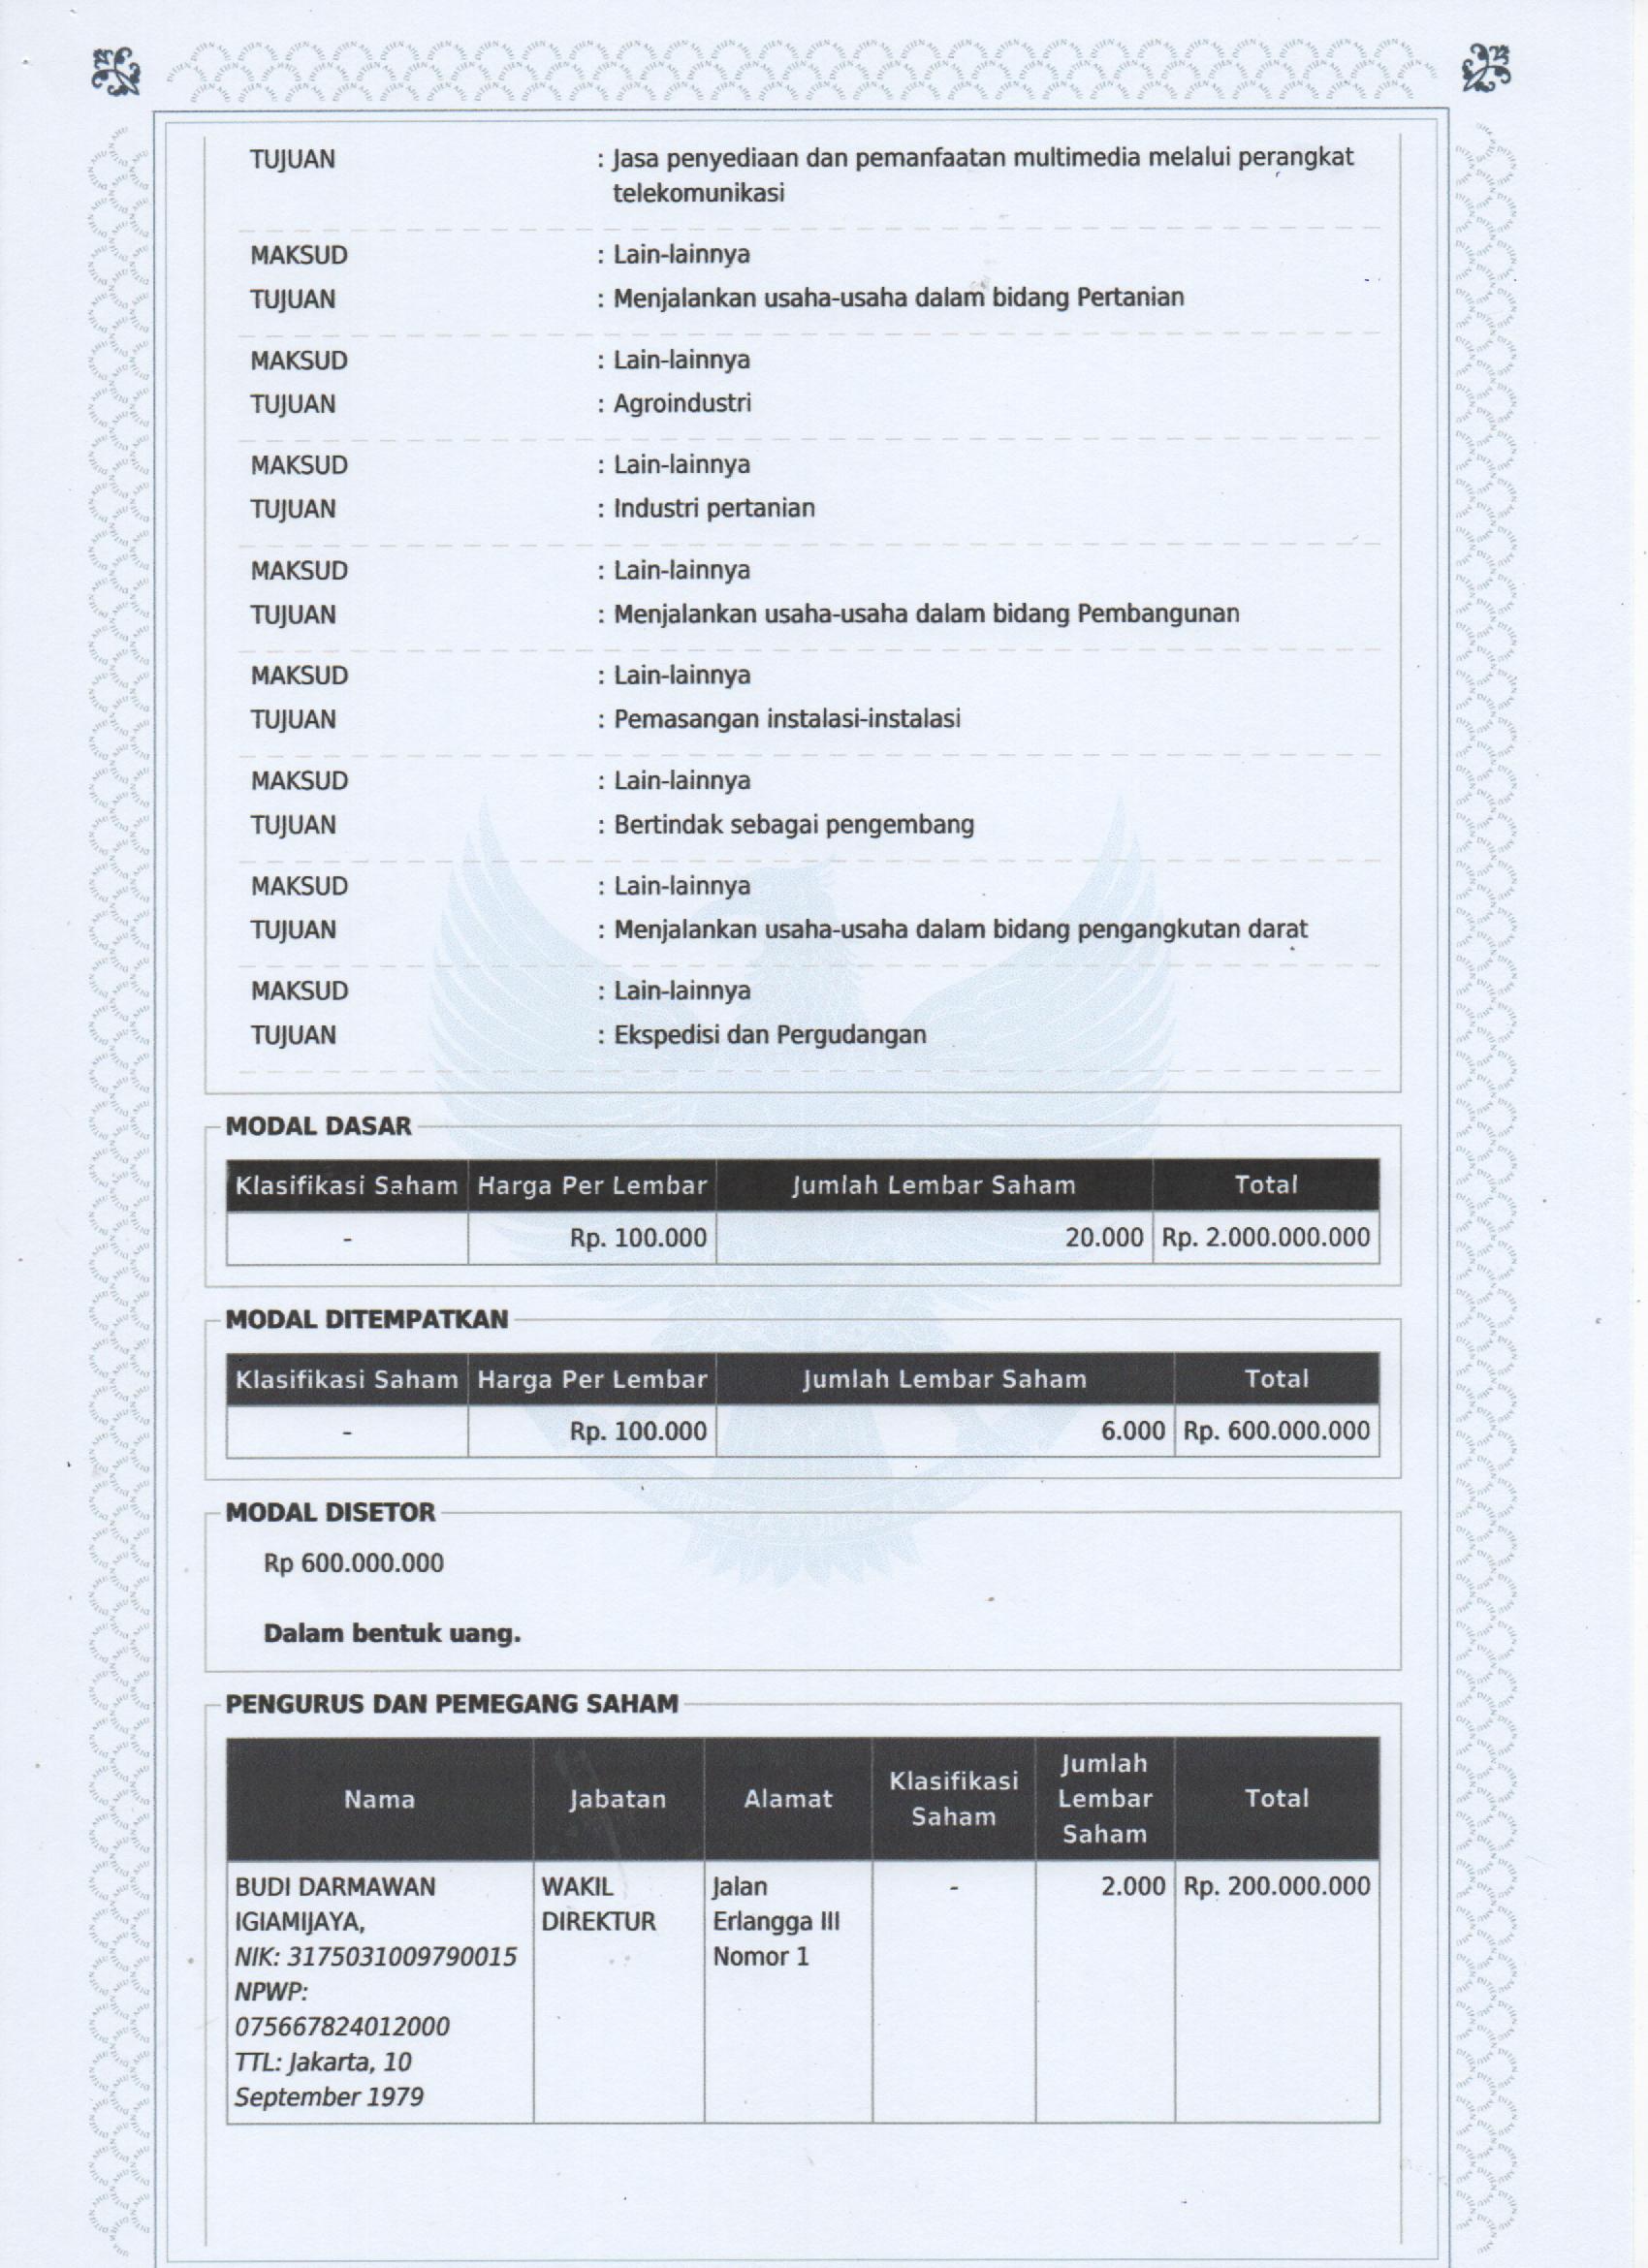 TUJUAN : Jasa penyediaan dan pemanfaatan multimedia melalui perangkat
telekomunikasi
MAKSUD : Lain-lainnya
TUJUAN : Menjalankan usaha-usaha dalam bidang Pertanian
MAKSUD : Lain-lainnya
TUJUAN : Agroindustri
MAKSUD : Lain-lainnya
TUJUAN : Industri pertanian
MAKSUD : Lain-lainnya
TUJUAN : Menjalankan usaha-usaha dalam bidang Pembangunan
MAKSUD : Lain-lainnya
TUJUAN : Pemasangan instalasi-instalasi
MAKSUD : Lain-lainnya
TUJUAN : Bertindak sebagai pengembang
MAKSUD : Lain-lainnya
TUJUAN : Menjalankan usaha-usaha dalam bidang pengangkutan darat
MAKSUD : Lain-lainnya
TUJUAN : Ekspedisi dan Pergudangan
MODAL DASAR
Klasifikasi Saham Harga Per Lembar Jumlah Lembar Saham Total
- Rp. 100.000 20.000 Rp. 2.000.000.000
MODAL DITEMPATKAN
Klasifikasi Saham Harga Per Lembar Jumlah Lembar Saham Total
- Rp. 100.000 6.000 Rp. 600.000.000
MODAL DISETOR
Rp 600.000.000
Dalam bentuk uang.
PENGURUS DAN PEMEGANG SAHAM
Nama Jabatan Alamat Klasifikasi Saham Jumlah Lembar Saham Total
BUDI DARMAWAN WAKIL Jalan - 2.000 Rp. 200.000.000
IGIAMIJAYA, DIREKTUR Erlangga III
NIK: 3175031009790015 Nomor 1
NPWP:
075667824012000
TTL: Jakarta, 10
September 1979